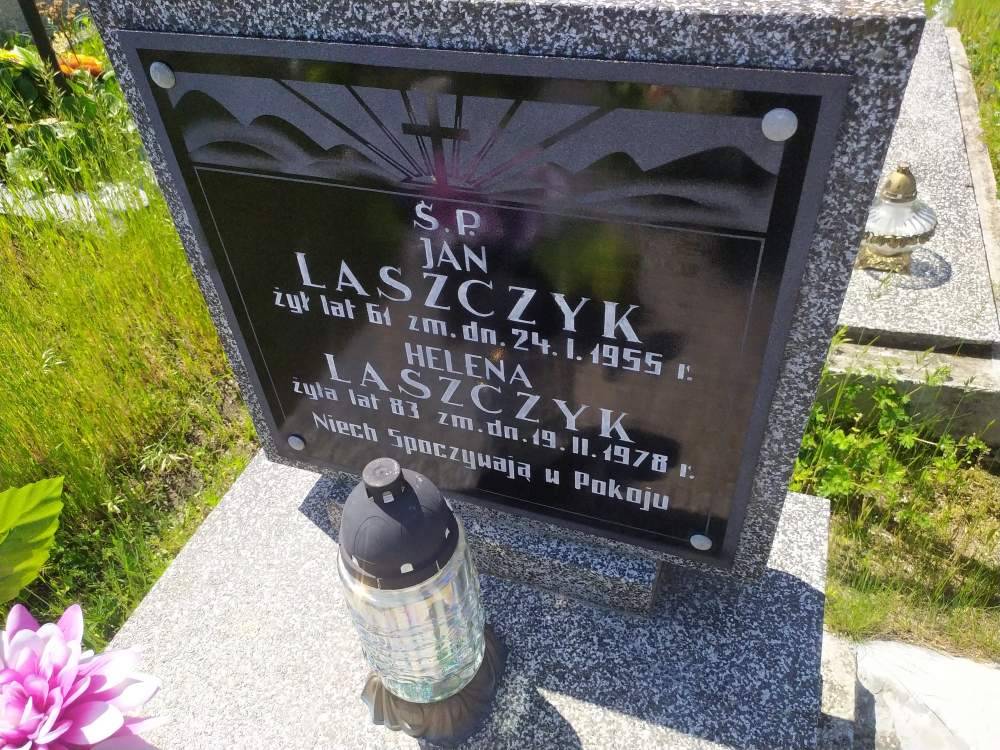 Ś.P.
JAN
LASZCZYK
żył lat 61 zm. dn. 24.I.1955 r.
HELENA
LASZCZYK
żyła lat 83 zm. dn. 19.II.1978 r.
Niech Spoczywają w Pokoju